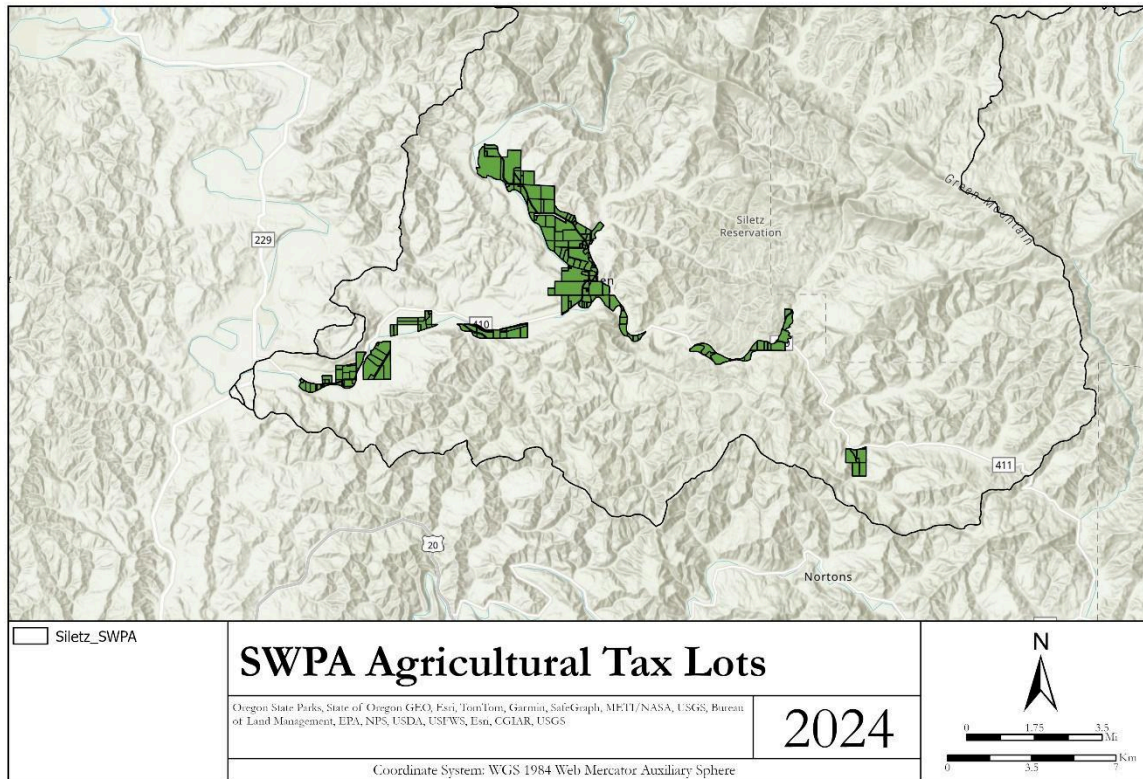 Green Mountain
Siletz
Reservation
229
410
411
20
Nortons
Siletz_SWPA
SWPA Agricultural Tax Lots
Oregon State Parks, State of Oregon GEO, Esri, TomTom, Garmin, SafeGraph, METI/NASA, USGS, Bureau
of Land Management, EPA, NPS, USDA, USFWS, Esri, CGIAR, USGS
2024
Coordinate System: WGS 1984 Web Mercator Auxiliary Sphere
N
0 1.75 3.5
Mi
Km
0 3.5 7